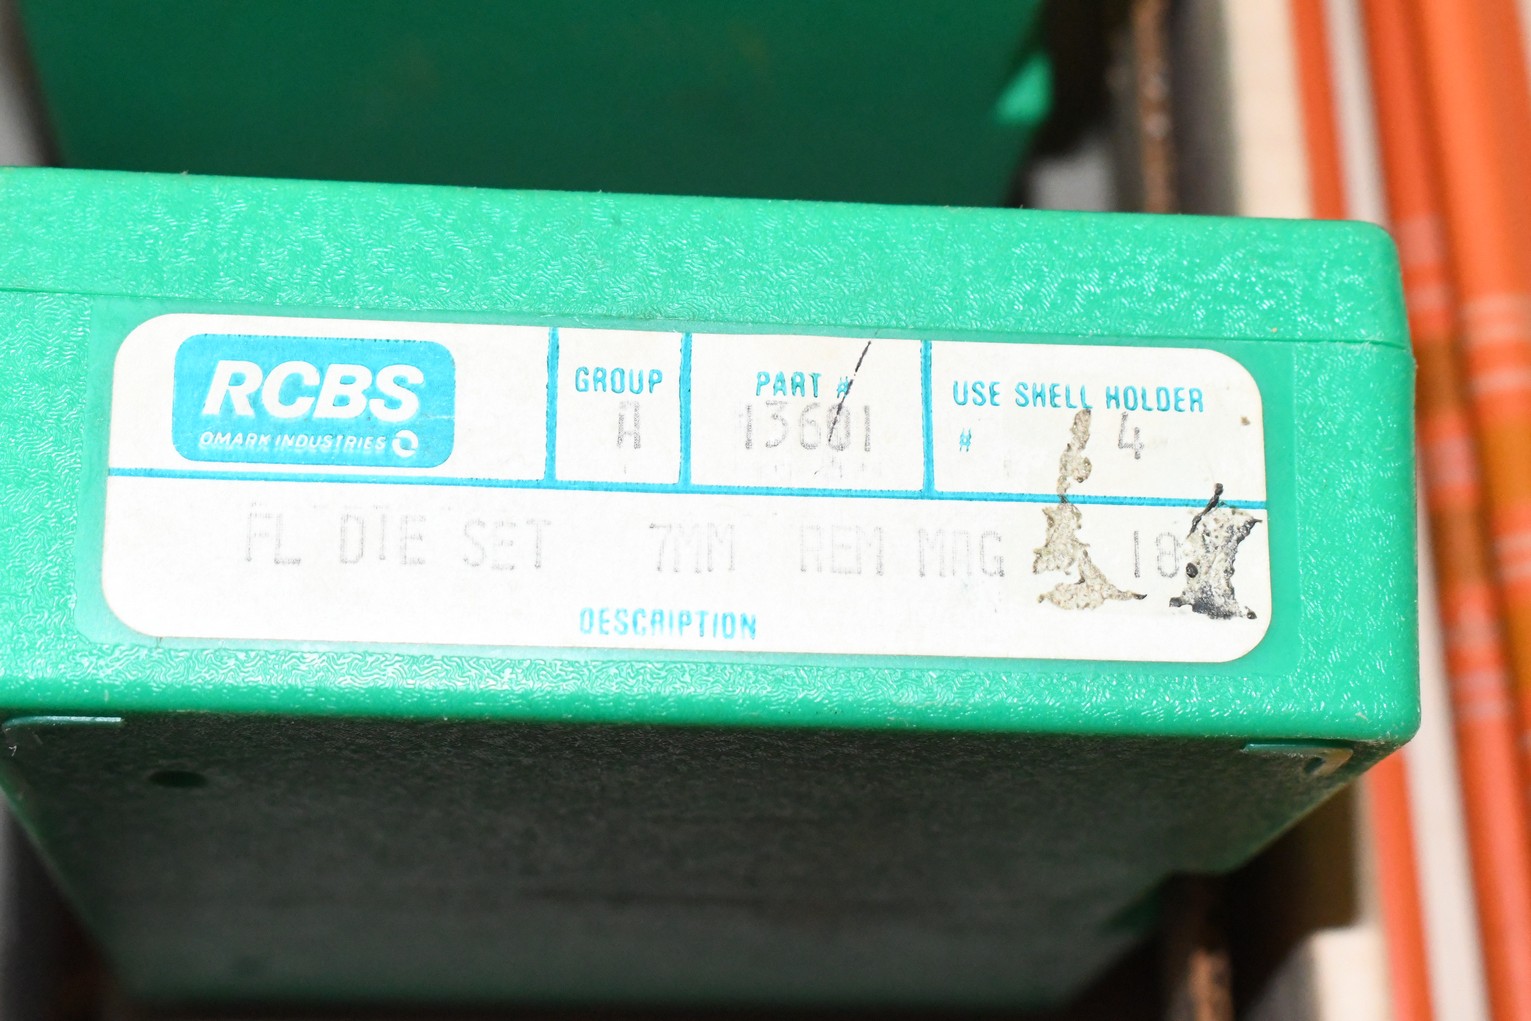 RCBS
OMARK INDUSTRIES
GROUP
A
PART #
13601
USE SHELL HOLDER
# 4
FL DIE SET 7MM REM MAG
DESCRIPTION